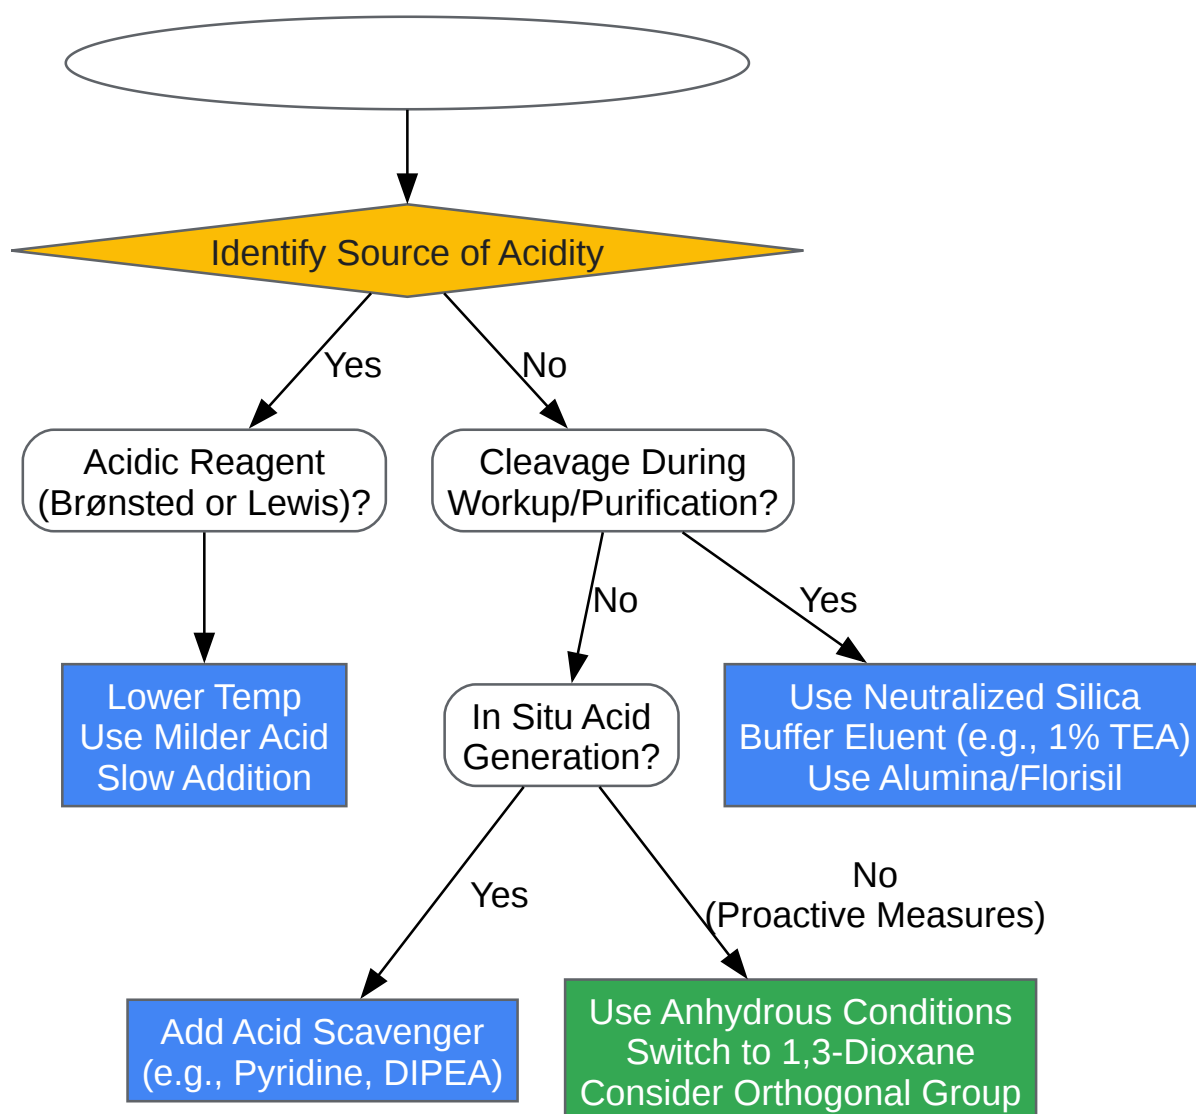 Identify Source of Acidity
Yes
No
Acidic Reagent
(Brønsted or Lewis)?
Cleavage During
Workup/Purification?
No
Yes
Lower Temp
Use Milder Acid
Slow Addition
In Situ Acid
Generation?
Use Neutralized Silica
Buffer Eluent (e.g., 1% TEA)
Use Alumina/Florisil
Yes
No
(Proactive Measures)
Add Acid Scavenger
(e.g., Pyridine, DIPEA)
Use Anhydrous Conditions
Switch to 1,3-Dioxane
Consider Orthogonal Group